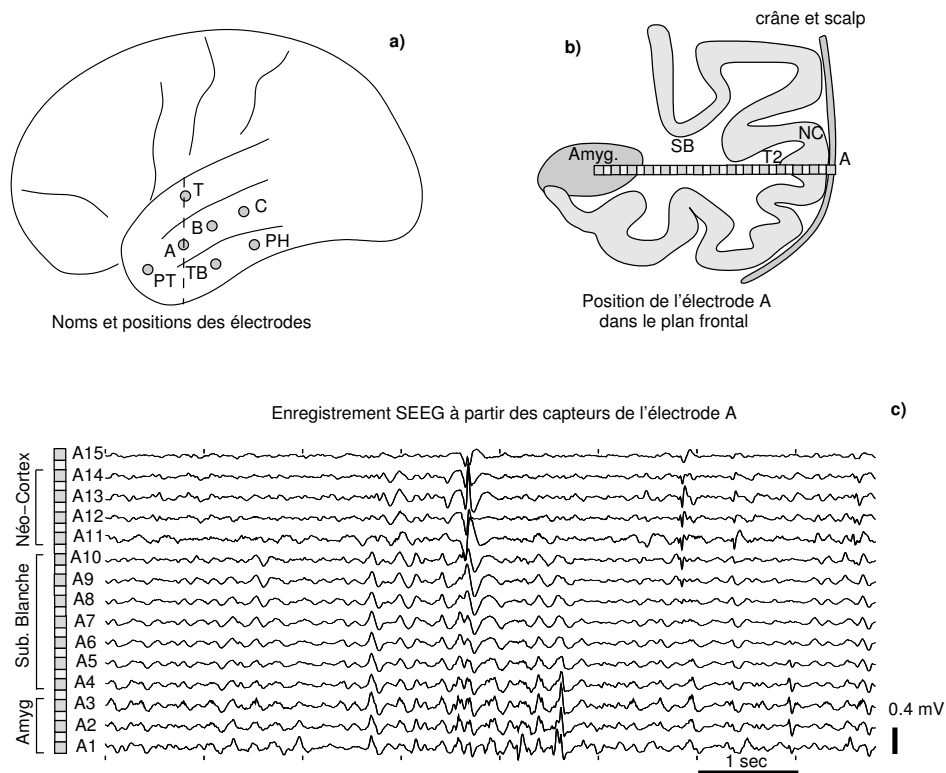 a)
T
C
B
A
PH
PT
TB
Noms et positions des électrodes
crâne et scalp
b)
SB
NC
Amyg.
T2
A
Position de l'électrode A
dans le plan frontal
Enregistrement SEEG à partir des capteurs de l'électrode A
c)
Néo-Cortex
Sub. Blanche
Amyg
A15
A14
A13
A12
A11
A10
A9
A8
A7
A6
A5
A4
A3
A2
A1
0.4 mV
1 sec